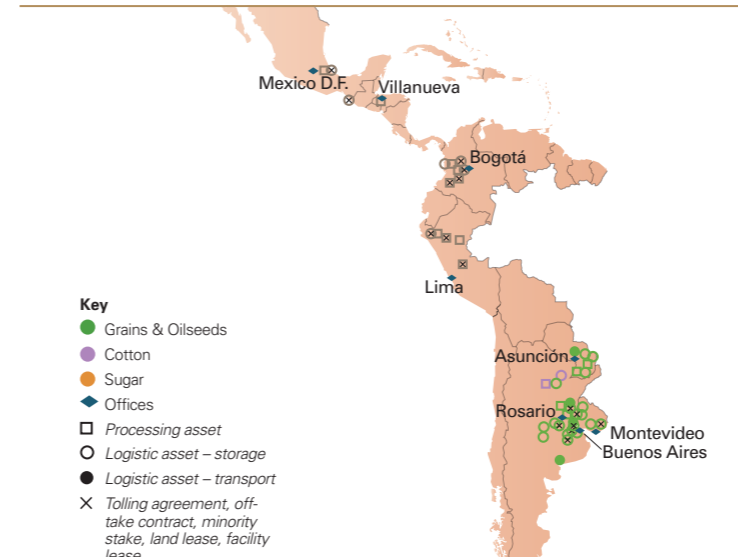 Mexico D.F.
Villanueva
Bogotá
Lima
Asunción
Rosario
Montevideo
Buenos Aires
Key
Grains & Oilseeds
Cotton
Sugar
Offices
Processing asset
Logistic asset – storage
Logistic asset – transport
Tolling agreement, off-
take contract, minority
stake, land lease, facility
lease